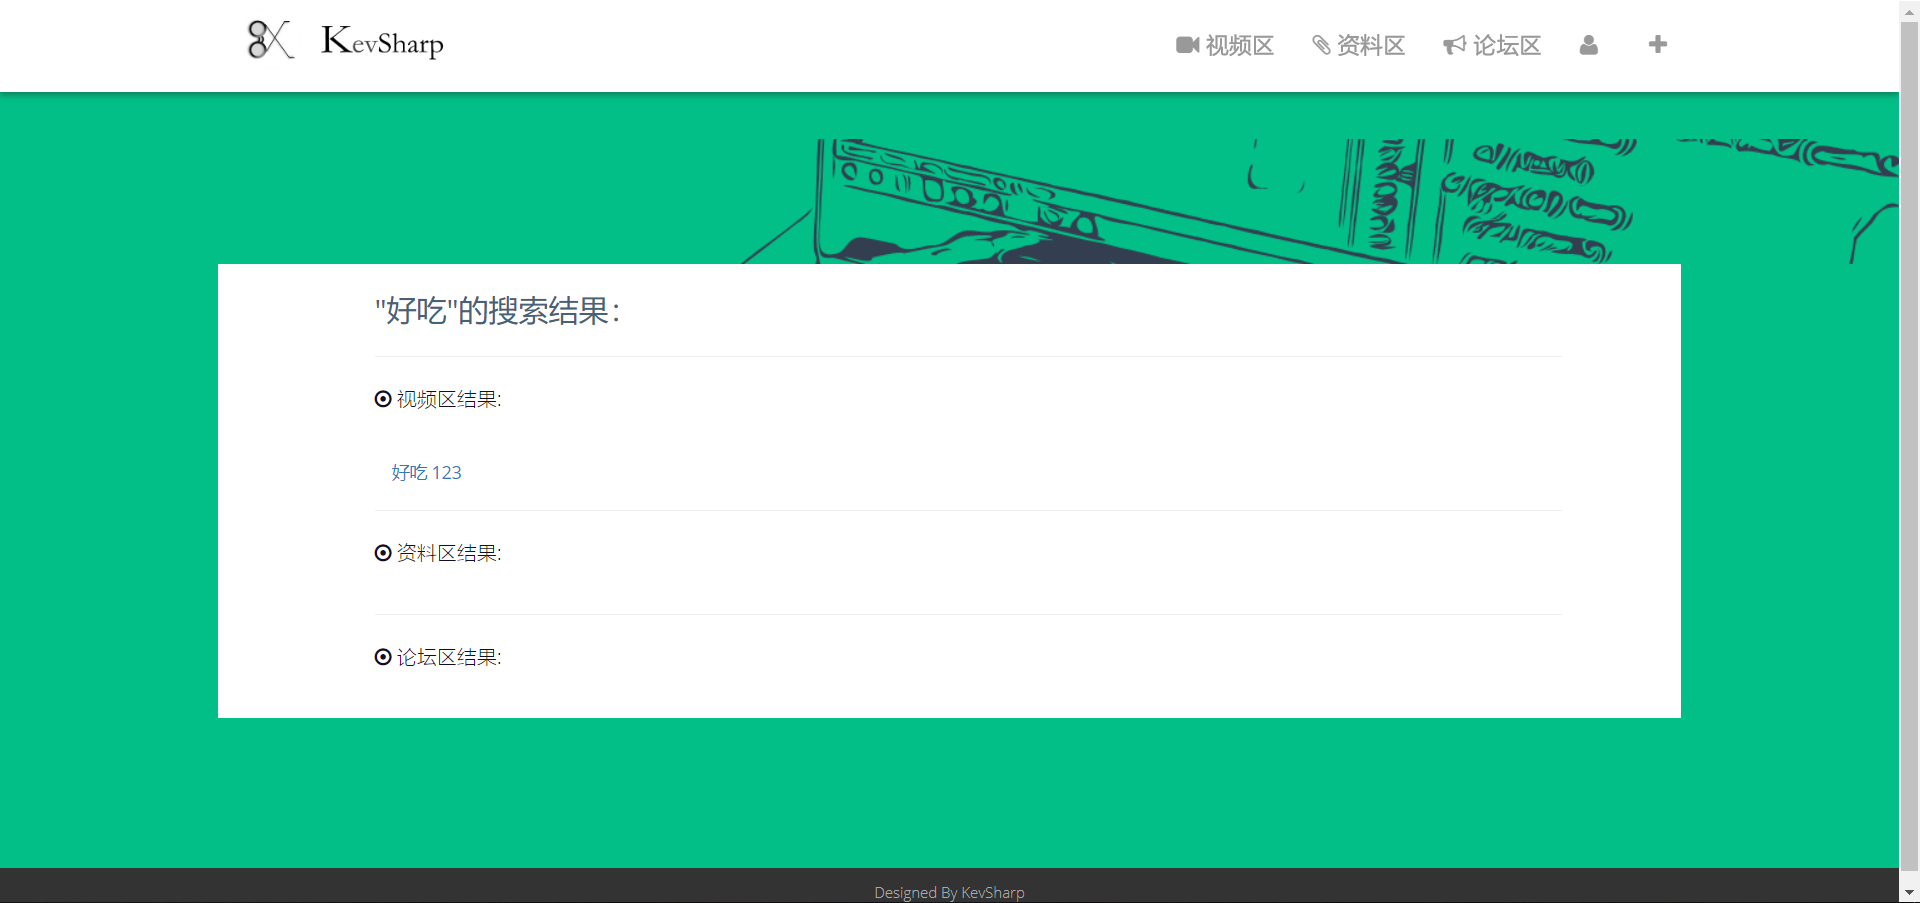 KevSharp
视频区 资料区 论坛区
"好吃"的搜索结果：
视频区结果:
好吃 123
资料区结果:
论坛区结果:
Designed By KevSharp